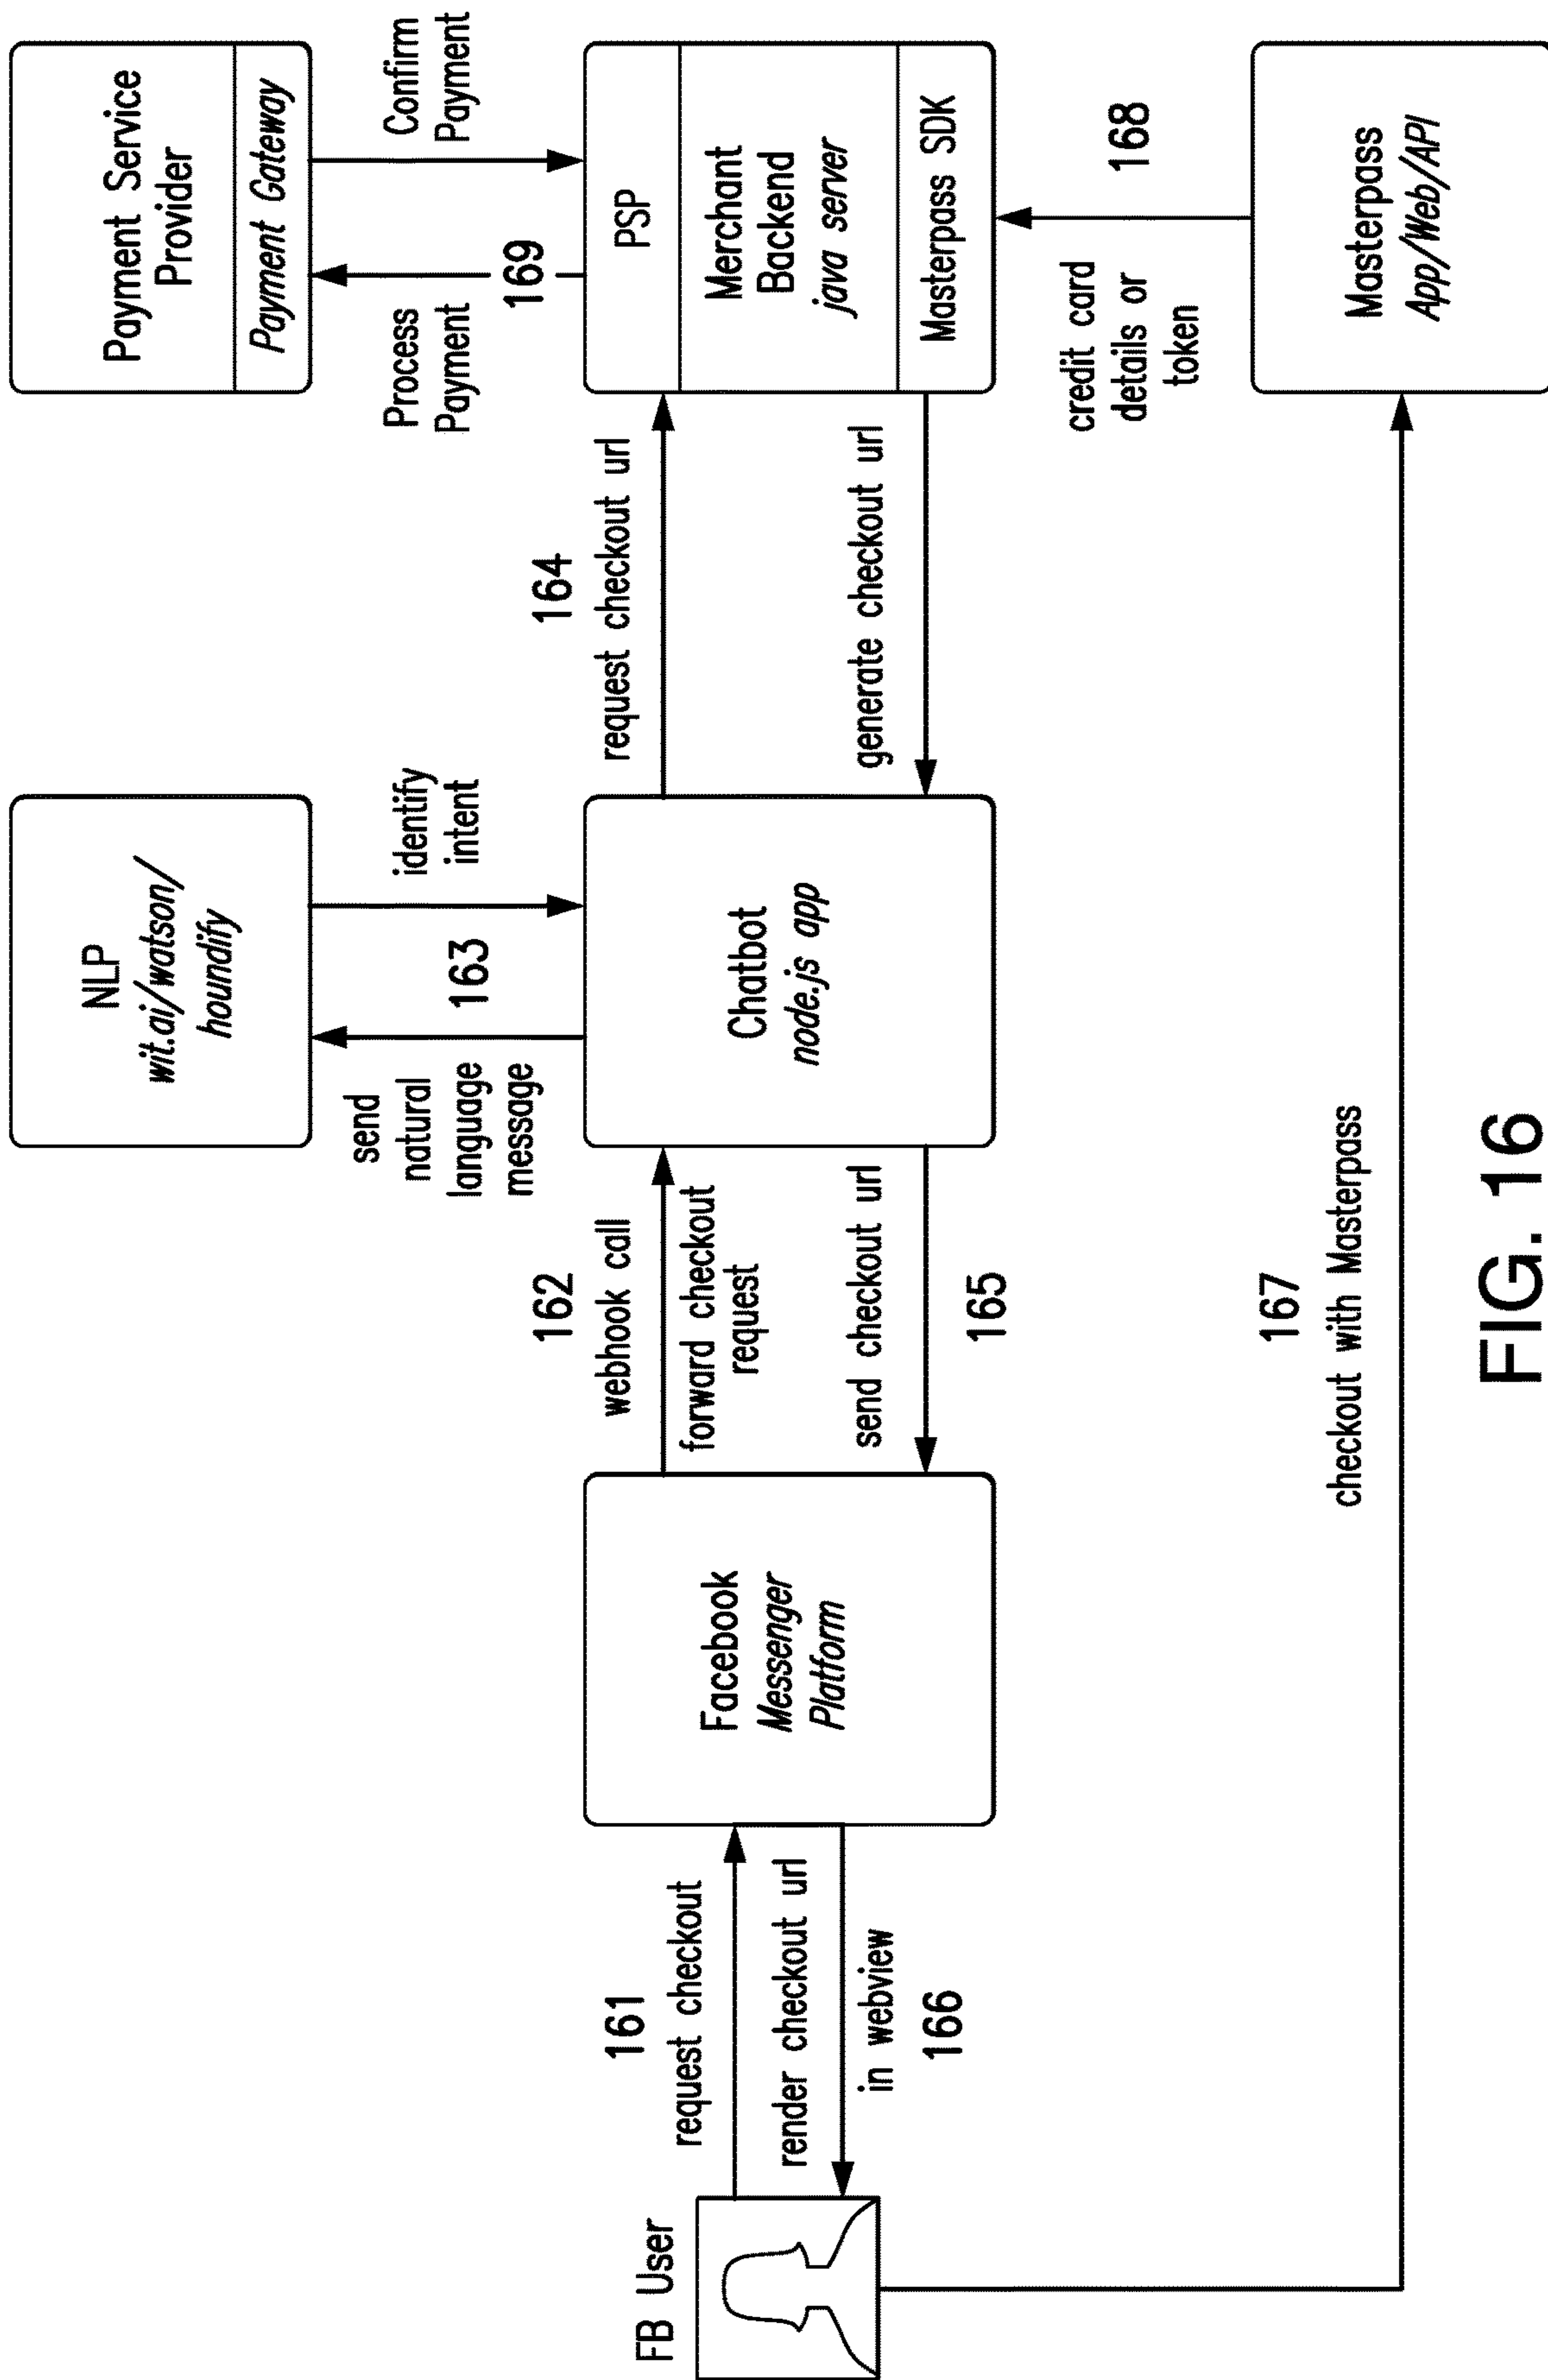 FB User
161
request checkout
render checkout url
in webview
166
Facebook
Messenger
Platform
162
webhook call
forward checkout
request
send checkout url
165
NLP
wit.ai/watson/
houndify
send
natural
language
message
163
identify
intent
Chatbot
node.js app
164
request checkout url
generate checkout url
Payment Service
Provider
Payment Gateway
Process
Payment
169
Confirm
Payment
PSP
Merchant
Backend
java server
Masterpass SDK
credit card
details or
token
168
Masterpass
App/Web/API
167
checkout with Masterpass
FIG. 16